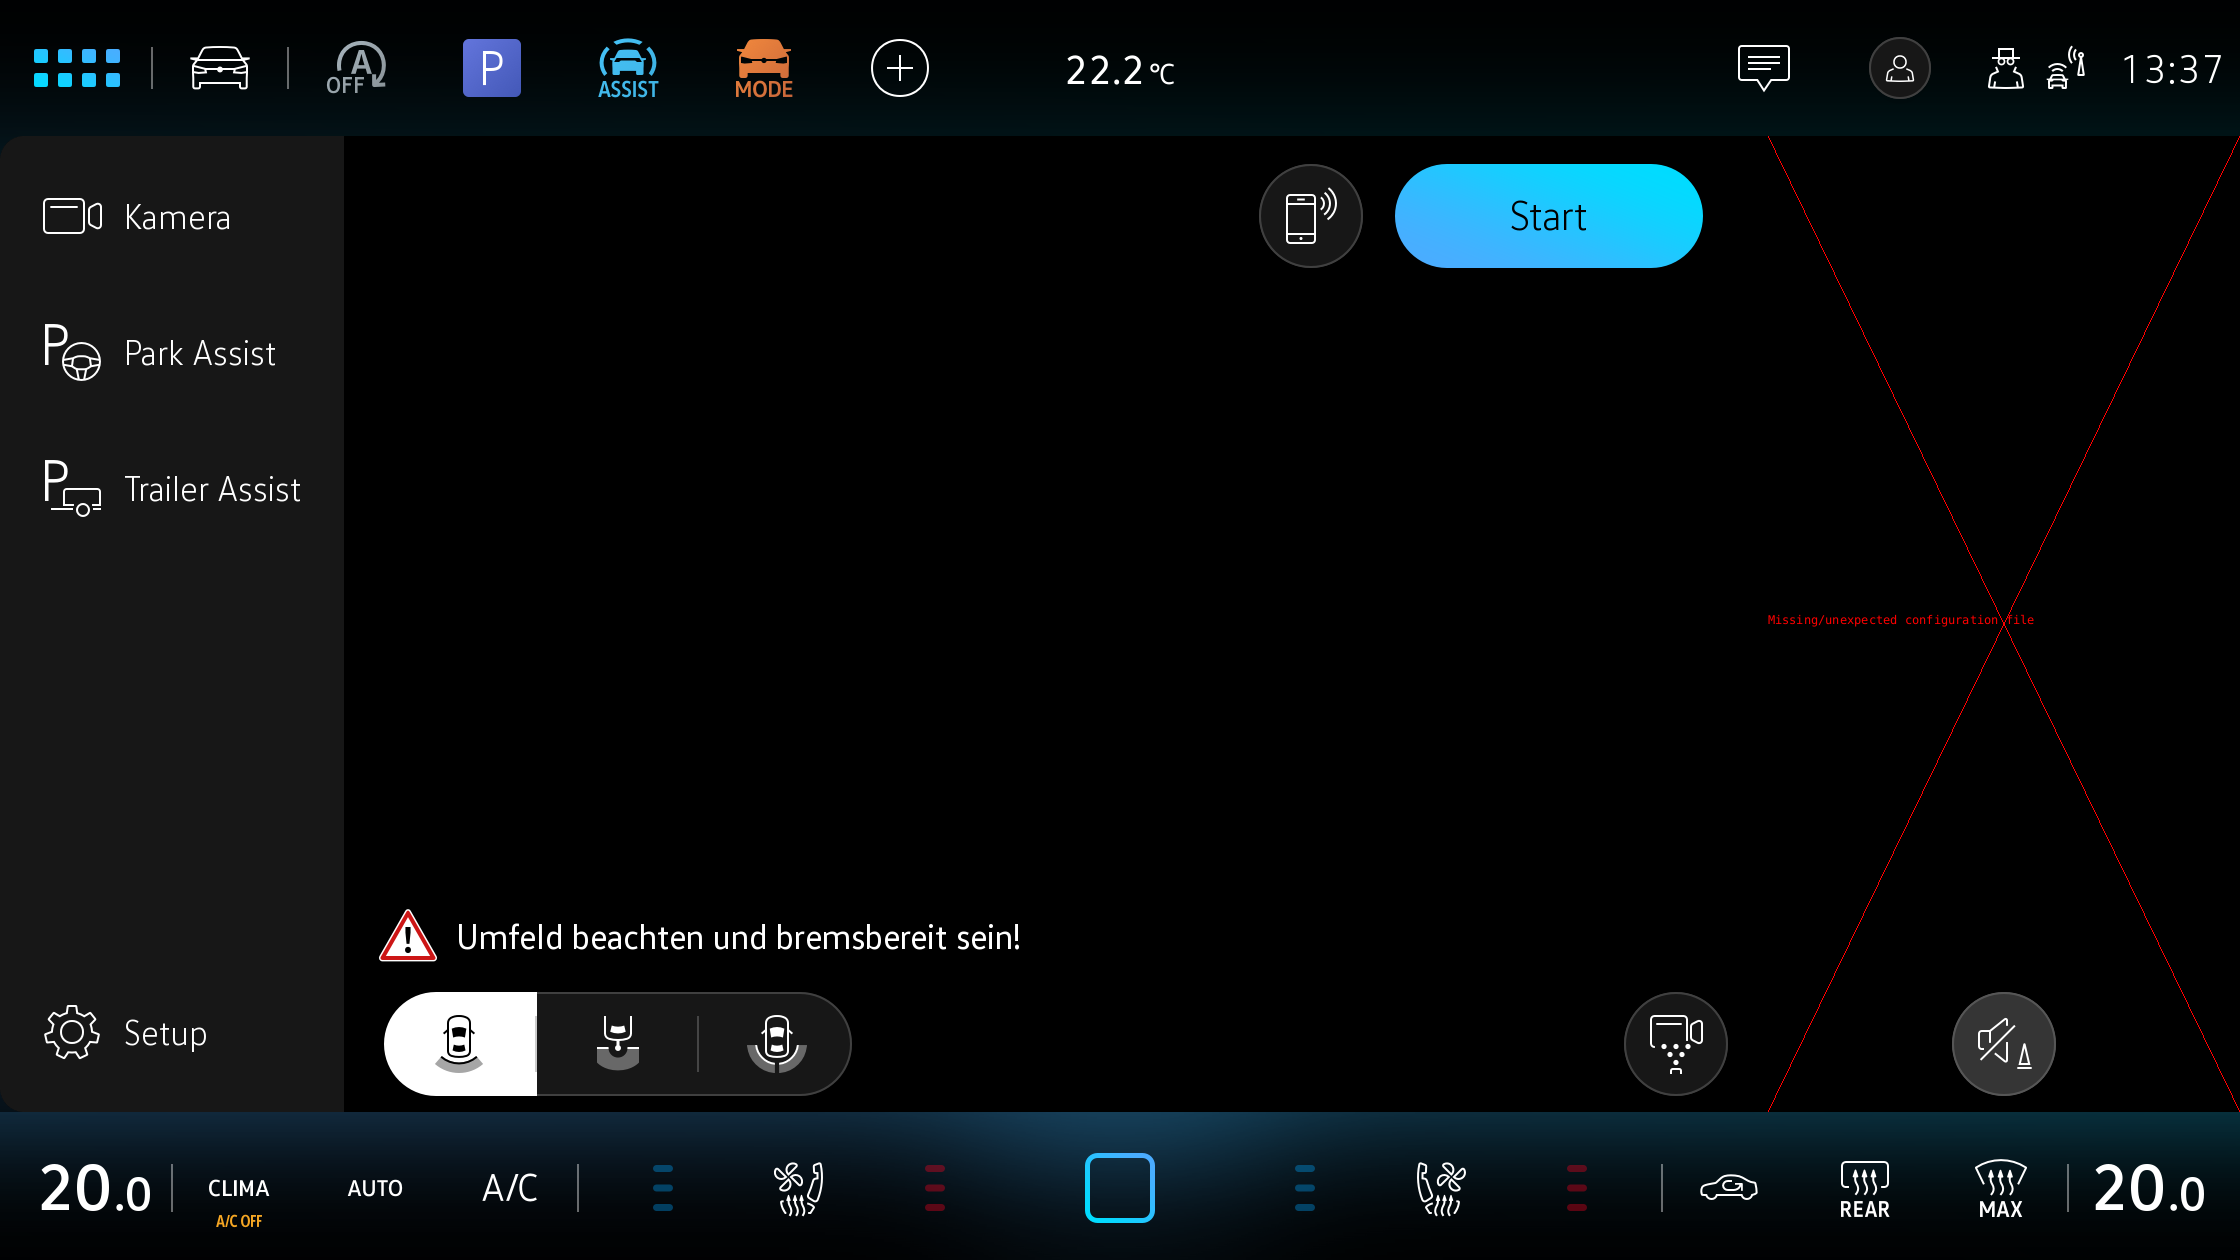 OFF
A
P
ASSIST
MODE
22.2 °C
13:37
Kamera
Start
P
Park Assist
P
Trailer Assist
Missing/unexpected configuration file
Umfeld beachten und bremsbereit sein!
Setup
20.0
CLIMA
A/C OFF
AUTO
A/C
REAR
MAX
20.0